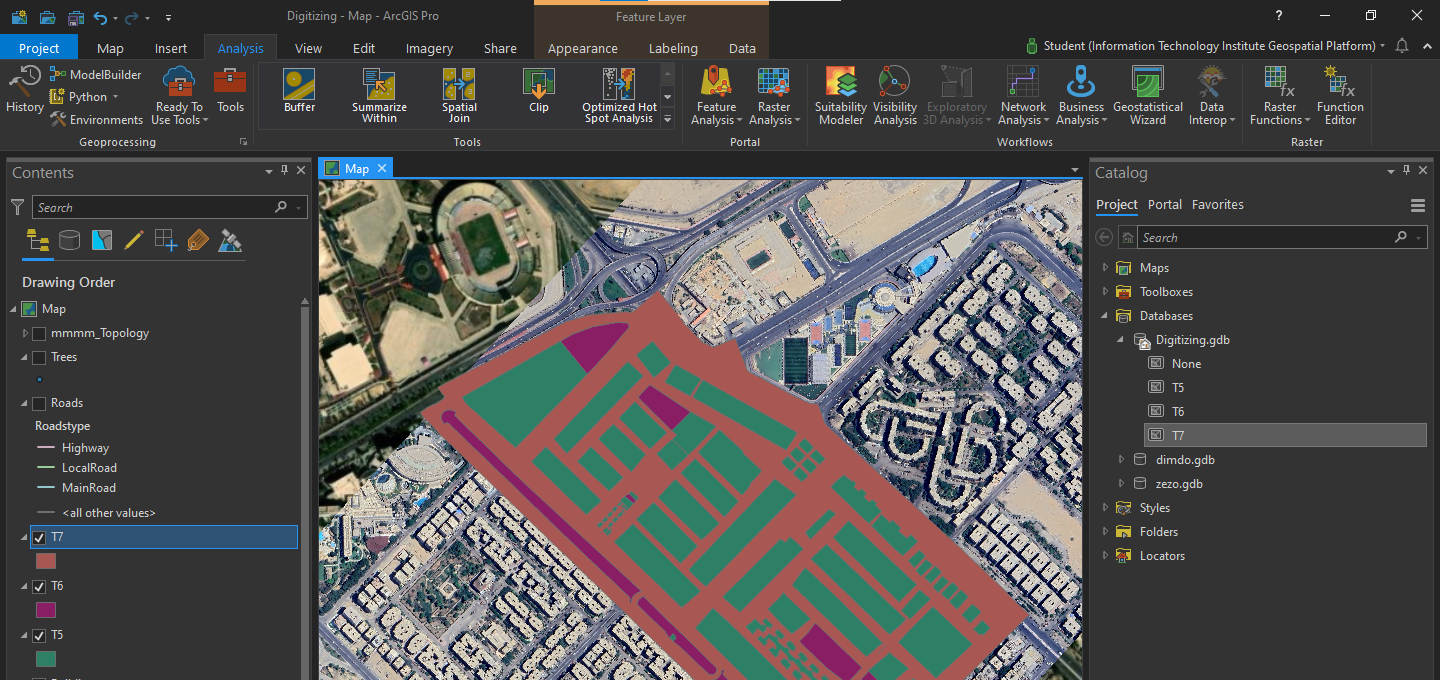 Digitizing - Map - ArcGIS Pro
Feature Layer
?
Project
Map
Insert
Analysis
View
Edit
Imagery
Share
Appearance
Labeling
Data
Student (Information Technology Institute Geospatial Platform)
History
ModelBuilder
Python
Environments
Ready To
Use Tools
Tools
Geoprocessing
Buffer
Summarize
Within
Spatial
Join
Clip
Optimized Hot
Spot Analysis
Tools
Feature
Analysis
Raster
Analysis
Portal
Suitability
Modeler
Visibility
Analysis
Exploratory
3D Analysis
Network
Analysis
Business
Analysis
Geostatistical
Wizard
Data
Interop
Workflows
Raster
Functions
Function
Editor
Raster
Contents
Search
Drawing Order
Map
mmmm_Topology
Trees
Roads
Roadstype
Highway
LocalRoad
MainRoad
<all other values>
T7
T6
T5
Map
Catalog
Project
Portal
Favorites
Search
Maps
Toolboxes
Databases
Digitizing.gdb
None
T5
T6
T7
dimdo.gdb
zezo.gdb
Styles
Folders
Locators